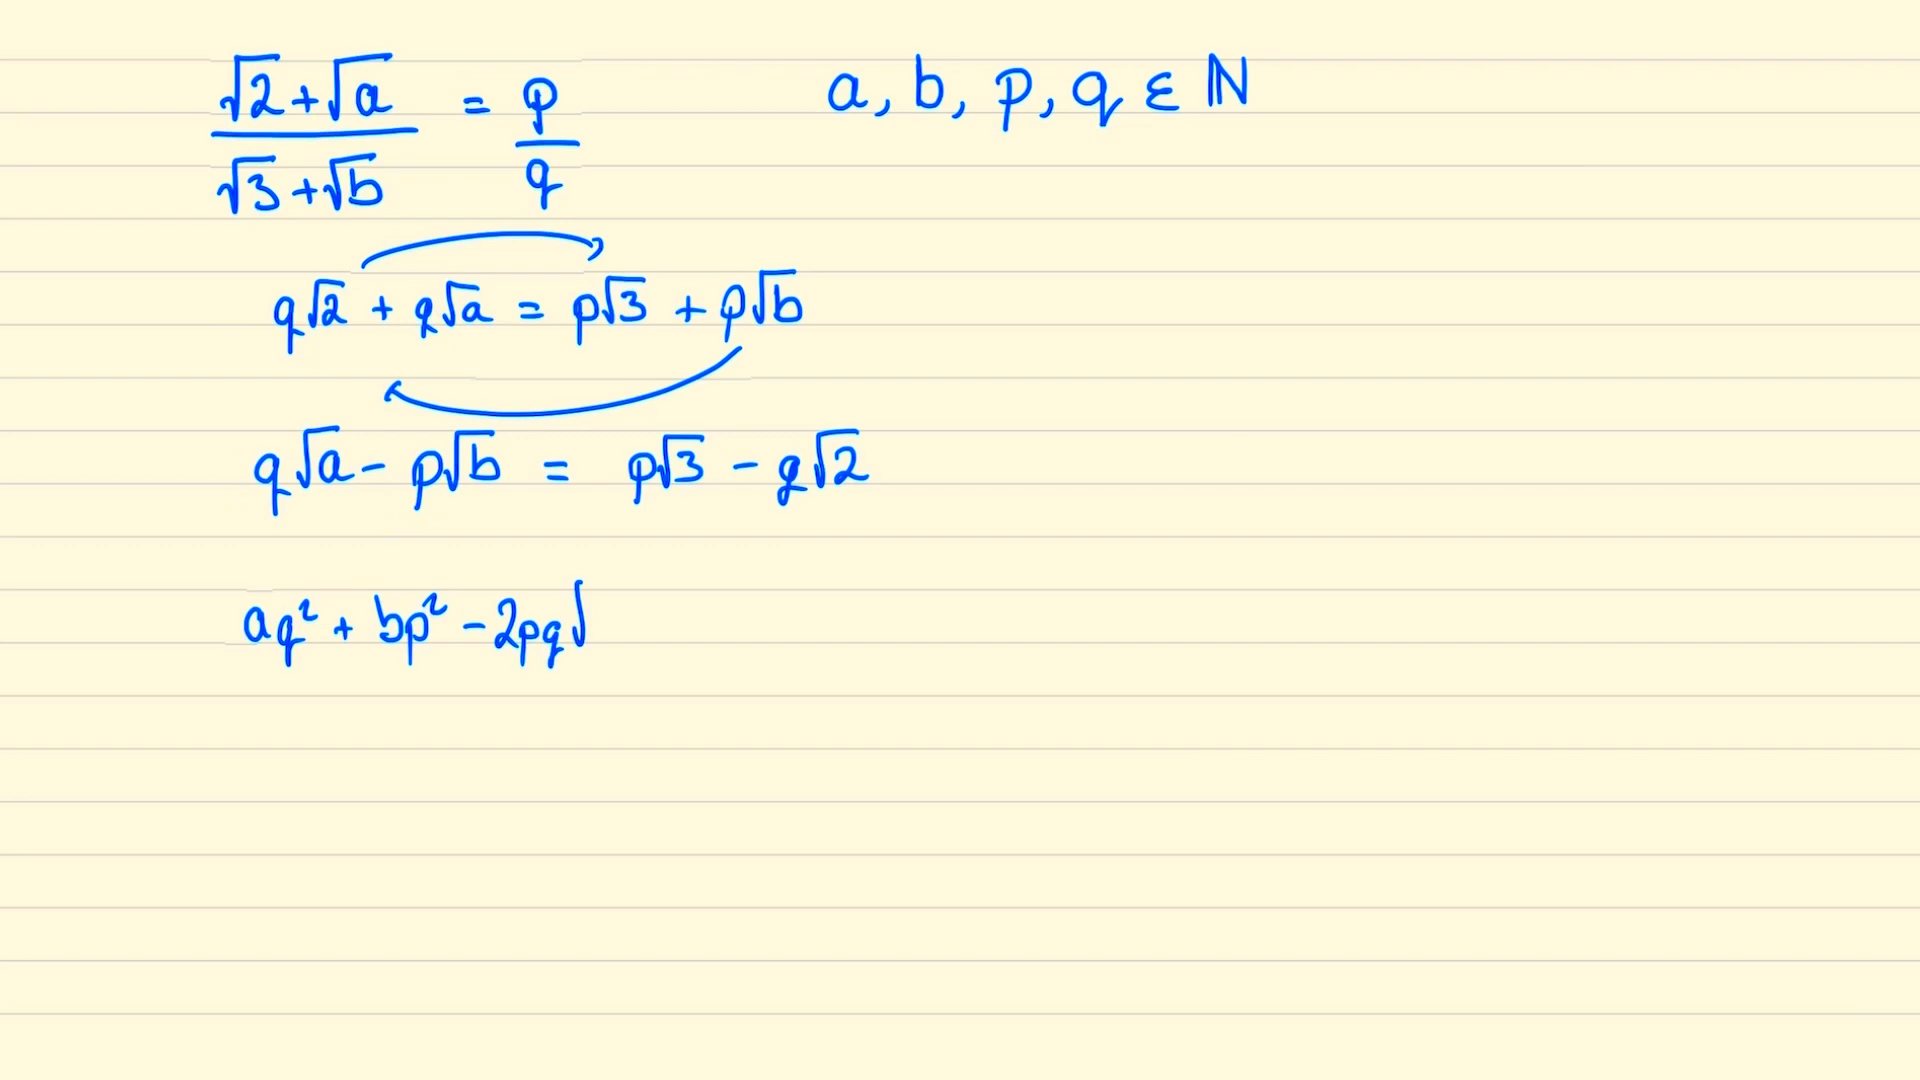 (√2+√a)/(√3+√b) = p/q    a, b, p, q ε ℕ
q√2 + q√a = p√3 + p√b
q√a - p√b = p√3 - q√2
aq² + bp² - 2pq√